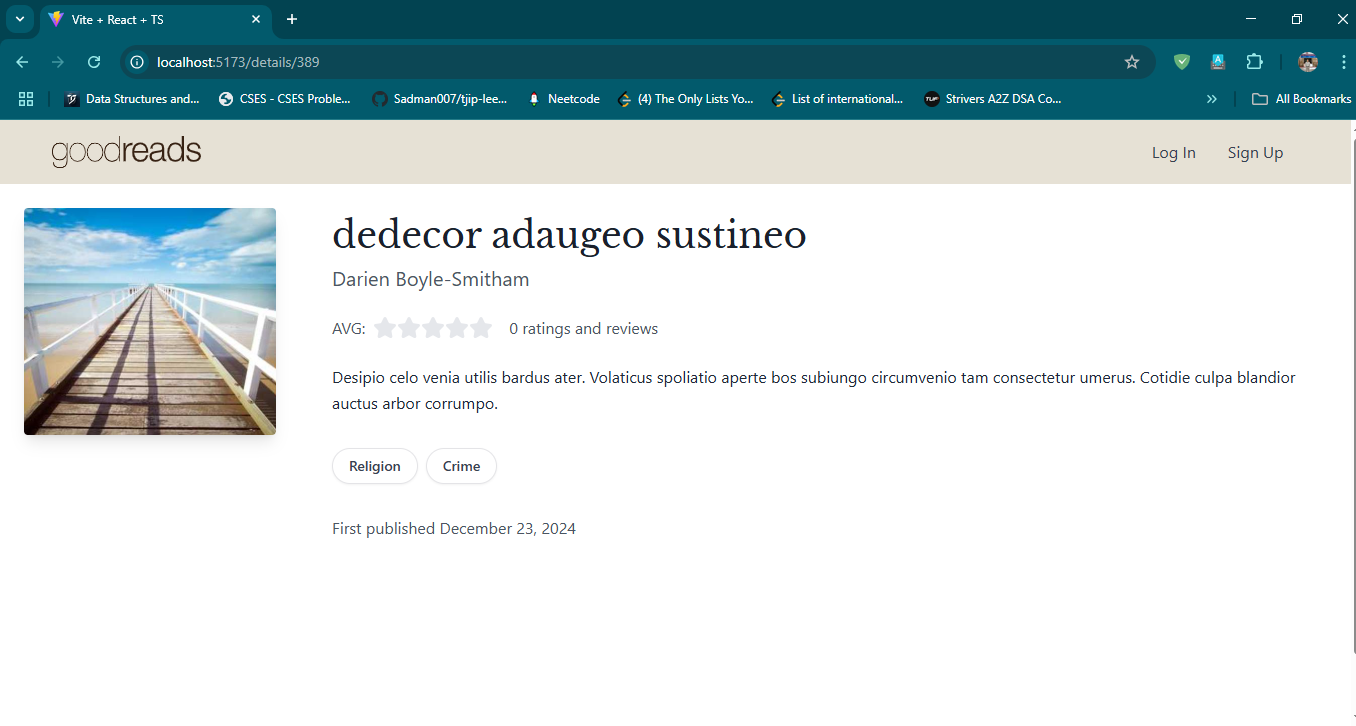 Vite + React + TS
localhost:5173/details/389
Data Structures and...
CSES - CSES Proble...
Sadman007/tjip-lee...
Neetcode
(4) The Only Lists Yo...
List of international...
TUF
Strivers A2Z DSA Co...
All Bookmarks
goodreads
Log In
Sign Up
dedecor adaugeo sustineo
Darien Boyle-Smitham
AVG:
0 ratings and reviews
Desipio celo venia utilis bardus ater. Volaticus spoliatio aperte bos subiungo circumvenio tam consectetur umerus. Cotidie culpa blandior
auctus arbor corrumpo.
Religion
Crime
First published December 23, 2024